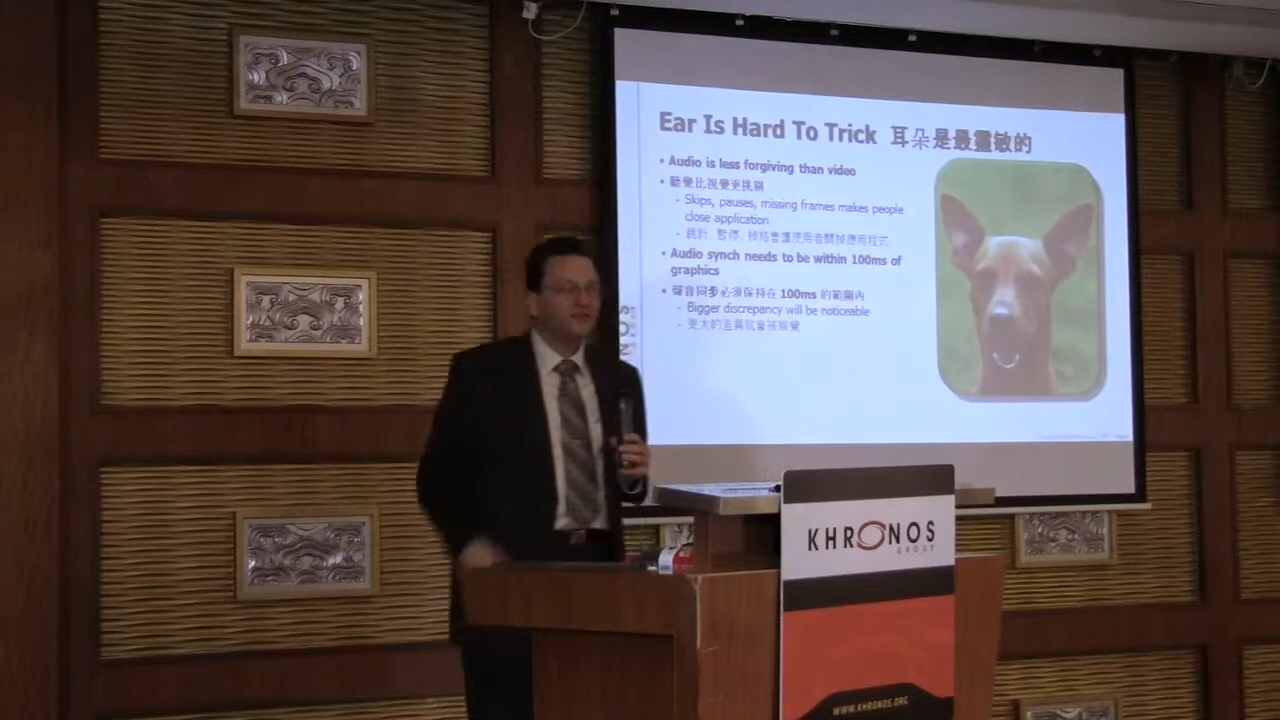 Ear Is Hard To Trick 耳朵是最靈敏的
• Audio is less forgiving than video
• 聽覺比視覺更挑剔
- Skips, pauses, missing frames makes people
close application
- 跳針, 暫停, 掉格會讓使用者關掉應用程式
• Audio synch needs to be within 100ms of
graphics
• 聲音同步必須保持在 100ms 的範圍內
- Bigger discrepancy will be noticeable
- 更大的差異就會被察覺
KHRONOS
GROUP
WWW.KHRONOS.ORG